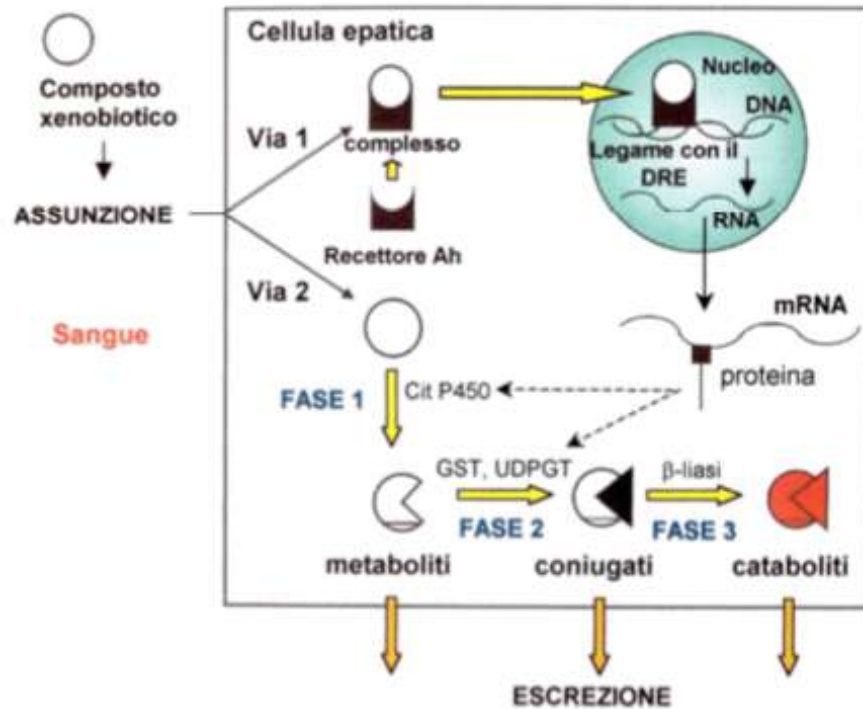 Cellula epatica
Composto
xenobiotico
ASSUNZIONE
Sangue
Via 1
complesso
Recettore Ah
Via 2
Nucleo
DNA
Legame con il
DRE
RNA
mRNA
proteina
FASE 1
Cit P450
GST, UDPGT
FASE 2
β-liasi
FASE 3
metaboliti
coniugati
cataboliti
ESCREZIONE